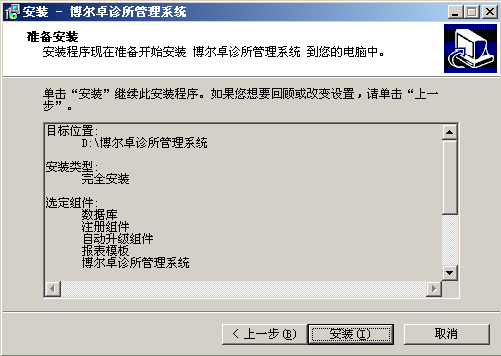 安装 - 博尔卓诊所管理系统
准备安装
安装程序现在准备开始安装 博尔卓诊所管理系统 到您的电脑中。
单击“安装”继续此安装程序。如果您想要回顾或改变设置，请单击“上一
步”。
目标位置:
D:\博尔卓诊所管理系统
安装类型:
完全安装
选定组件:
数据库
注册组件
自动升级组件
报表模板
博尔卓诊所管理系统
< 上一步(B)
安装(I)
取消